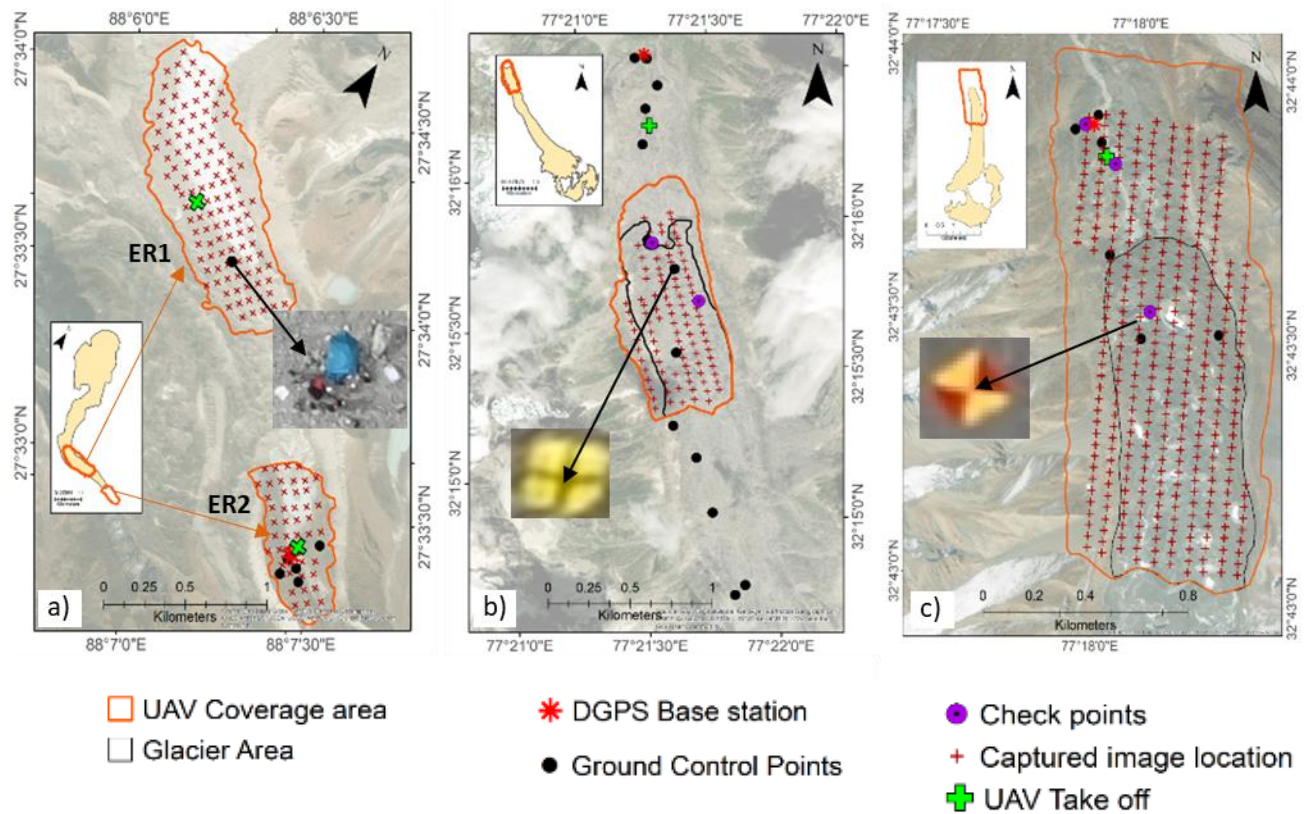 88°6'0"E
88°6'30"E
77°21'0"E
77°21'30"E
77°22'0"E
77°17'30"E
77°18'0"E
27°34'0"N
27°33'30"N
27°33'0"N
27°34'30"N
27°34'0"N
27°33'30"N
N
ER1
ER2
0 0.25 0.5 1
Kilometers
a)
88°7'0"E
88°7'30"E
32°16'0"N
32°15'30"N
32°15'0"N
32°16'0"N
32°15'30"N
32°15'0"N
N
N
0 0.25 0.5 1
Kilometers
b)
77°21'0"E
77°21'30"E
77°22'0"E
32°44'0"N
32°43'30"N
32°43'0"N
32°44'0"N
32°43'30"N
32°43'0"N
N
N
0 0.2 0.4 0.8
Kilometers
c)
77°18'0"E
UAV Coverage area
Glacier Area
DGPS Base station
Ground Control Points
Check points
Captured image location
UAV Take off